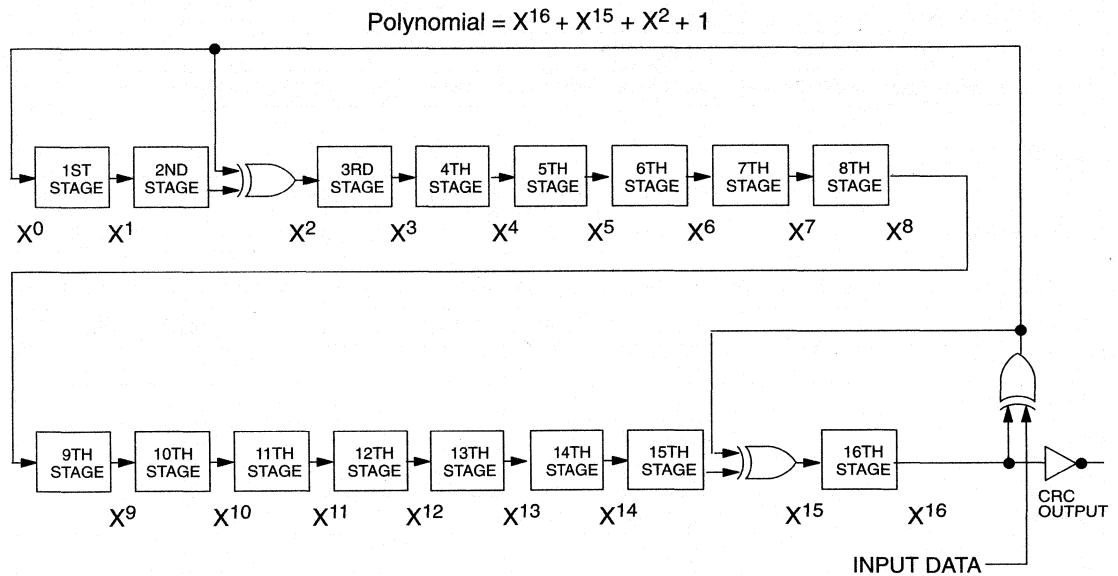 Polynomial = X¹⁶ + X¹⁵ + X² + 1
1ST STAGE
2ND STAGE
3RD STAGE
4TH STAGE
5TH STAGE
6TH STAGE
7TH STAGE
8TH STAGE
X⁰
X¹
X²
X³
X⁴
X⁵
X⁶
X⁷
X⁸
9TH STAGE
10TH STAGE
11TH STAGE
12TH STAGE
13TH STAGE
14TH STAGE
15TH STAGE
16TH STAGE
CRC OUTPUT
X⁹
X¹⁰
X¹¹
X¹²
X¹³
X¹⁴
X¹⁵
X¹⁶
INPUT DATA